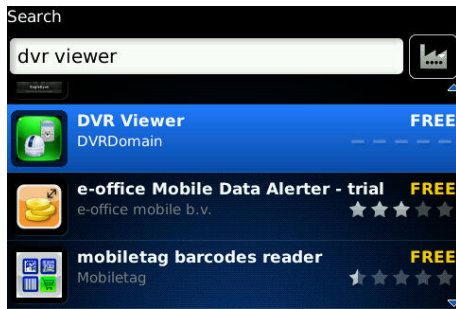 Search
dvr viewer
DVR Viewer FREE
DVRDomain
e-office Mobile Data Alerter - trial FREE
e-office mobile b.v.
mobiletag barcodes reader FREE
Mobiletag